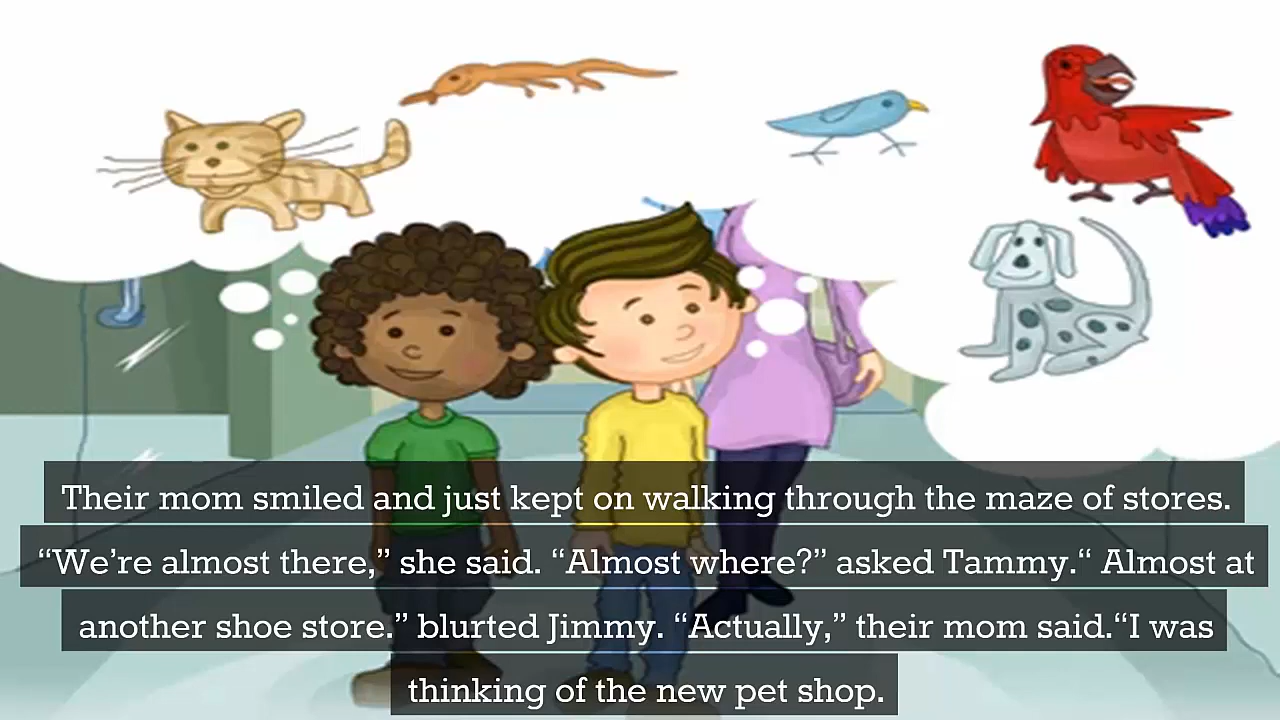 Their mom smiled and just kept on walking through the maze of stores.
“We’re almost there,” she said. “Almost where?” asked Tammy.“ Almost at
another shoe store.” blurted Jimmy. “Actually,” their mom said.“I was
thinking of the new pet shop.